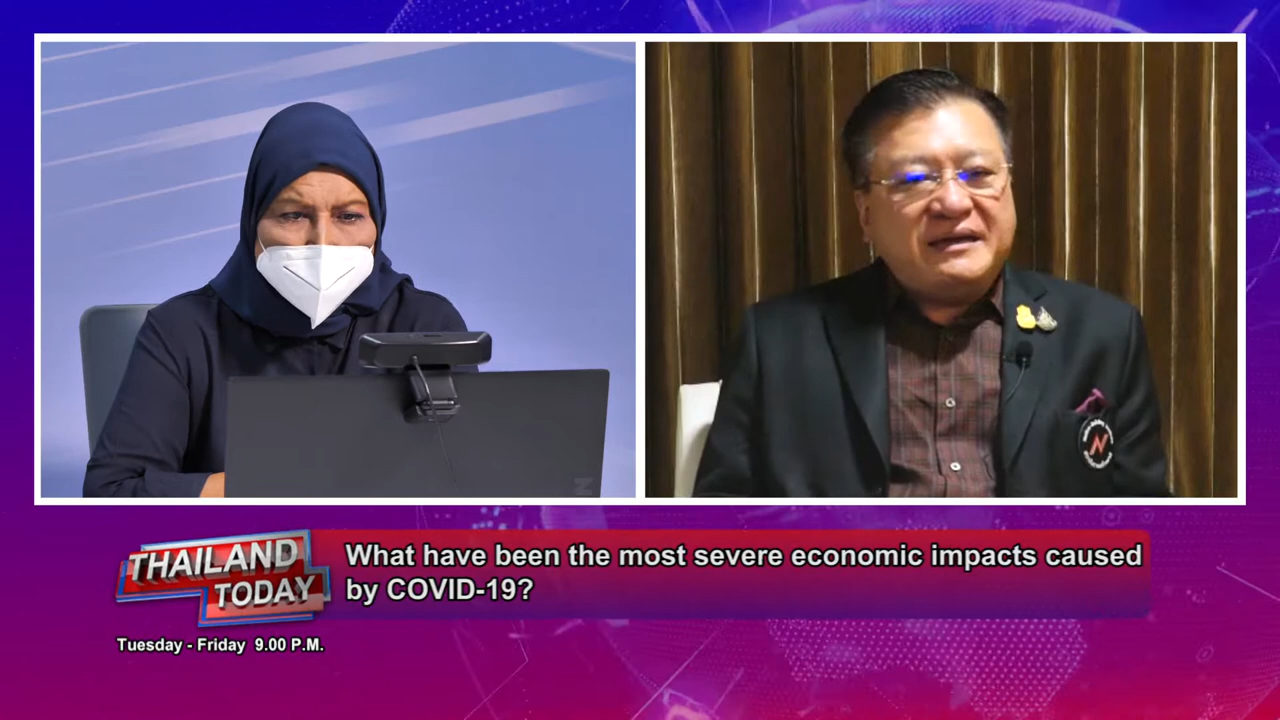 THAILAND
TODAY
What have been the most severe economic impacts caused
by COVID-19?
Tuesday - Friday 9.00 P.M.